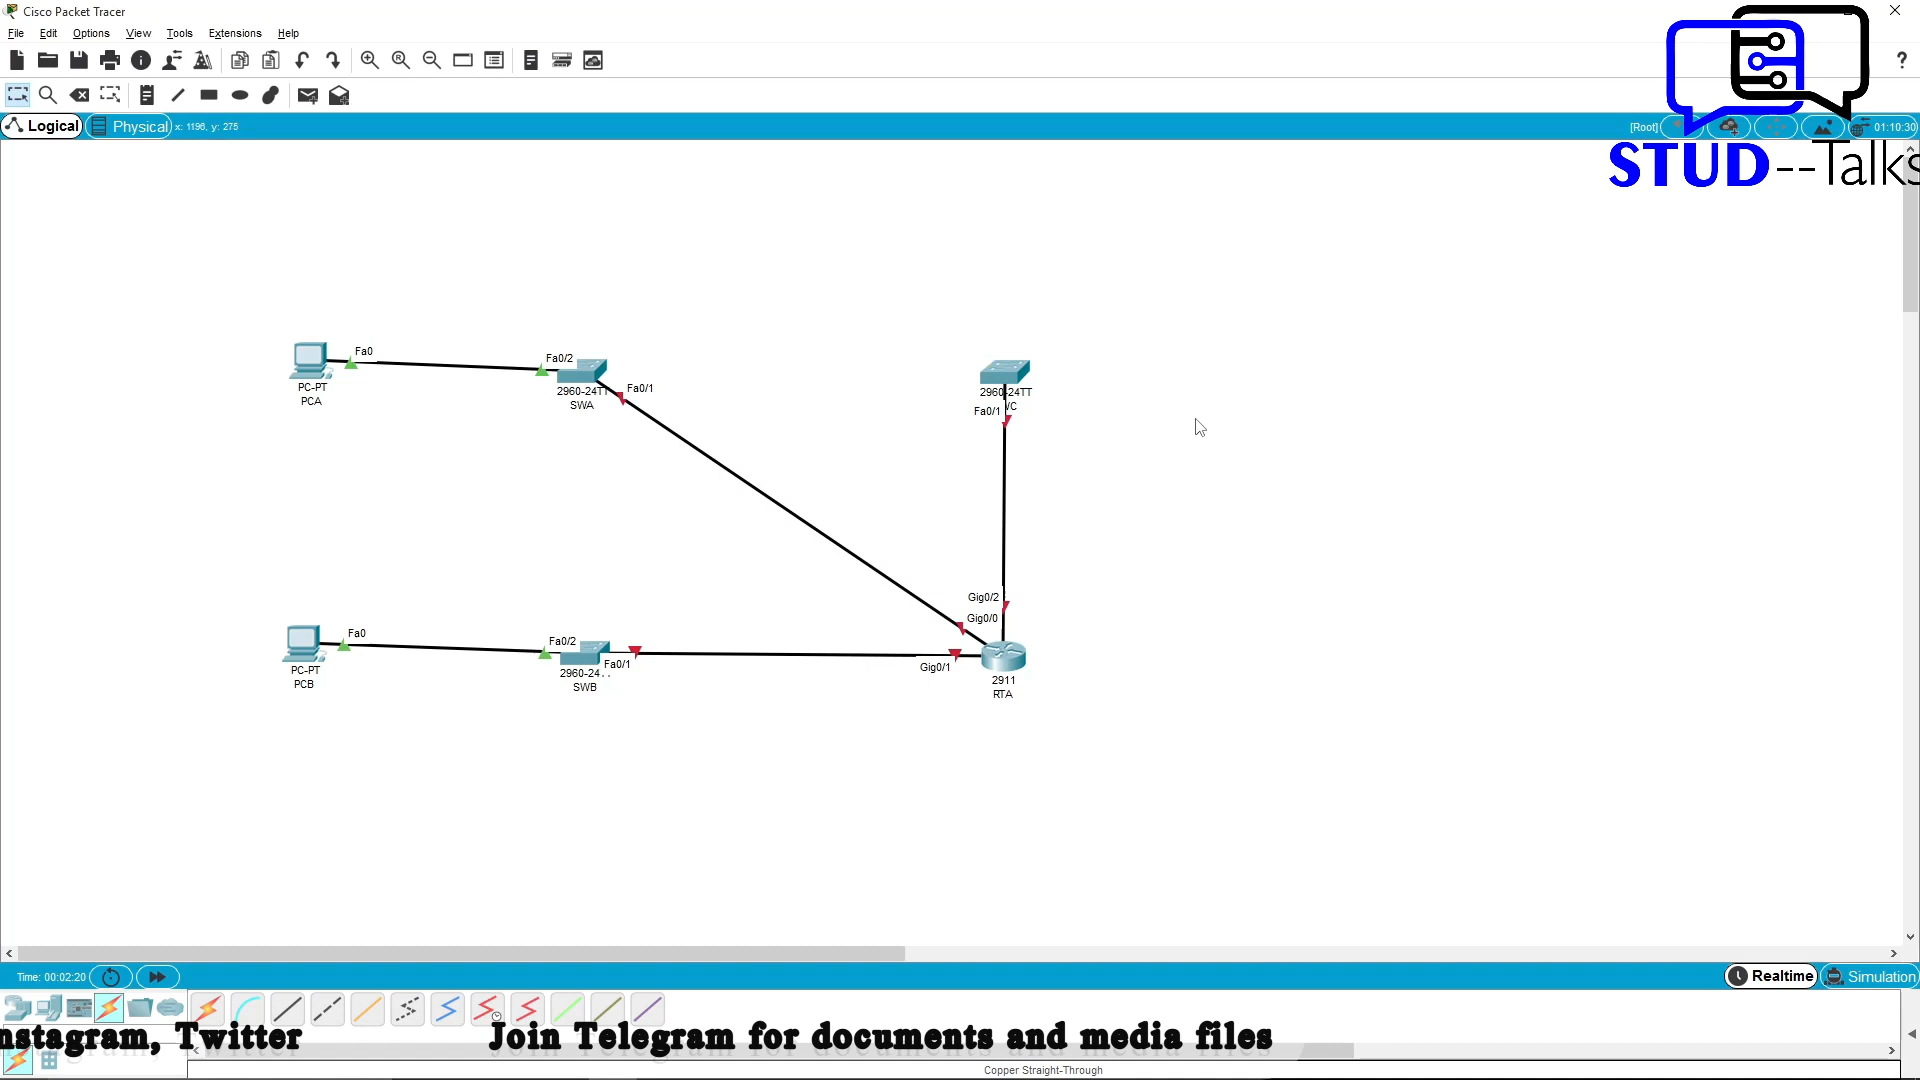 Cisco Packet Tracer
File Edit Options View Tools Extensions Help
STUD--Talks
Logical Physical x: 1196, y: 275 [Root] 01:10:30
Fa0
PC-PT
PCA
Fa0/2
2960-24TT
SWA
Fa0/1
2960-24TT
VC
Fa0/1
Gig0/2
Gig0/0
Gig0/1
2911
RTA
Fa0
PC-PT
PCB
Fa0/2
2960-24..
SWB
Fa0/1
Time: 00:02:20 Realtime Simulation
nstagram, Twitter Join Telegram for documents and media files
Copper Straight-Through